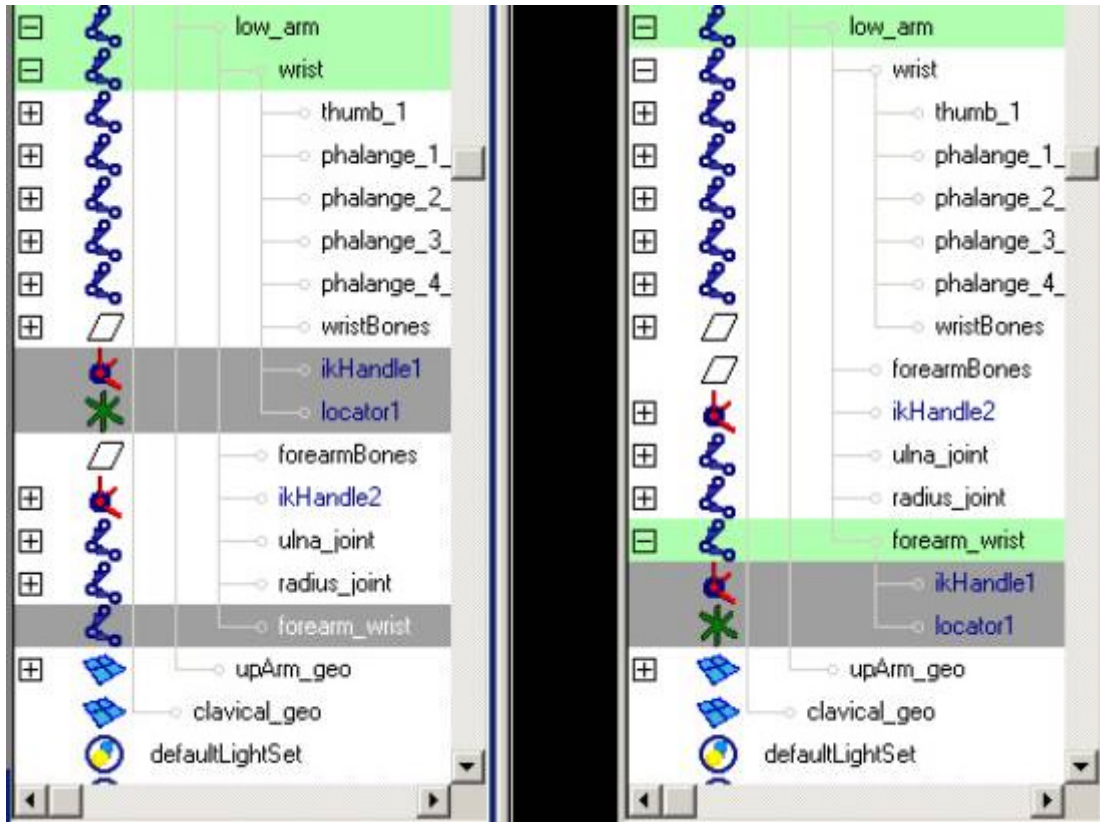 low_arm
wrist
thumb_1
phalange_1_
phalange_2_
phalange_3_
phalange_4_
wristBones
ikHandle1
locator1
forearmBones
ikHandle2
ulna_joint
radius_joint
forearm_wrist
upArm_geo
clavical_geo
defaultLightSet
low_arm
wrist
thumb_1
phalange_1_
phalange_2_
phalange_3_
phalange_4_
wristBones
forearmBones
ikHandle2
ulna_joint
radius_joint
forearm_wrist
ikHandle1
locator1
upArm_geo
clavical_geo
defaultLightSet